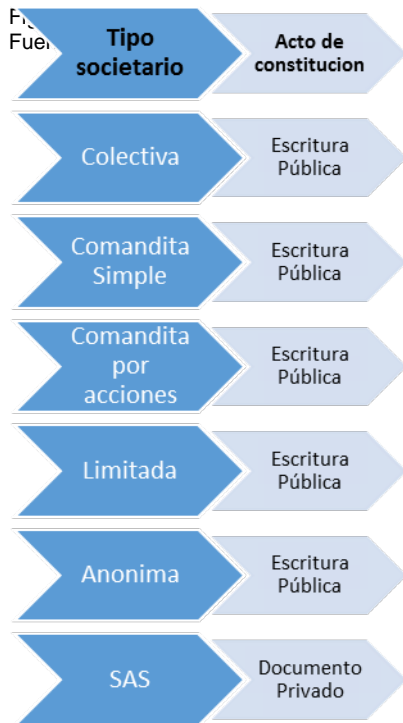 Tipo
societario
Acto de
constitucion
Colectiva
Escritura
Pública
Comandita
Simple
Escritura
Pública
Comandita
por
acciones
Escritura
Pública
Limitada
Escritura
Pública
Anonima
Escritura
Pública
SAS
Documento
Privado